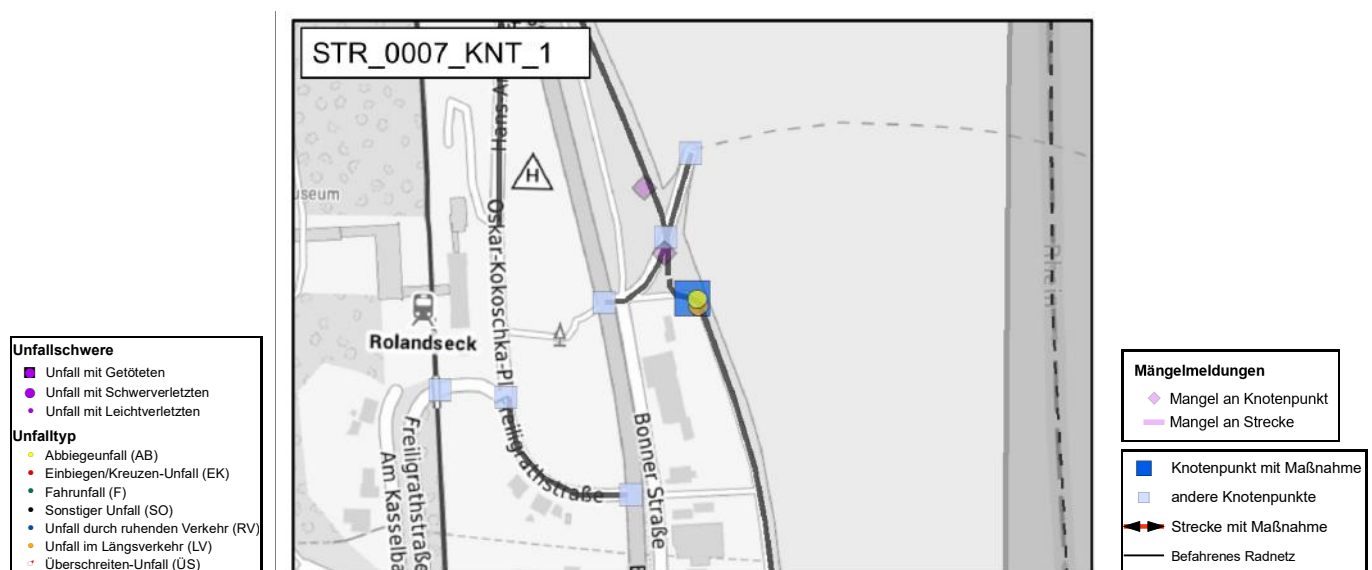 STR_0007_KNT_1
Hans-A
H
useum
Oskar-Kokoschka-Pl.
Rhein
Rolandseck
Freiligrathstraße
Bonner Straße
Freiligrathstraße
Am Kasselba
Unfallschwere
Unfall mit Getöteten
Unfall mit Schwerverletzten
Unfall mit Leichtverletzten
Unfalltyp
Abbiegeunfall (AB)
Einbiegen/Kreuzen-Unfall (EK)
Fahrunfall (F)
Sonstiger Unfall (SO)
Unfall durch ruhenden Verkehr (RV)
Unfall im Längsverkehr (LV)
Überschreiten-Unfall (ÜS)
Mängelmeldungen
Mangel an Knotenpunkt
Mangel an Strecke
Knotenpunkt mit Maßnahme
andere Knotenpunkte
Strecke mit Maßnahme
Befahrenes Radnetz